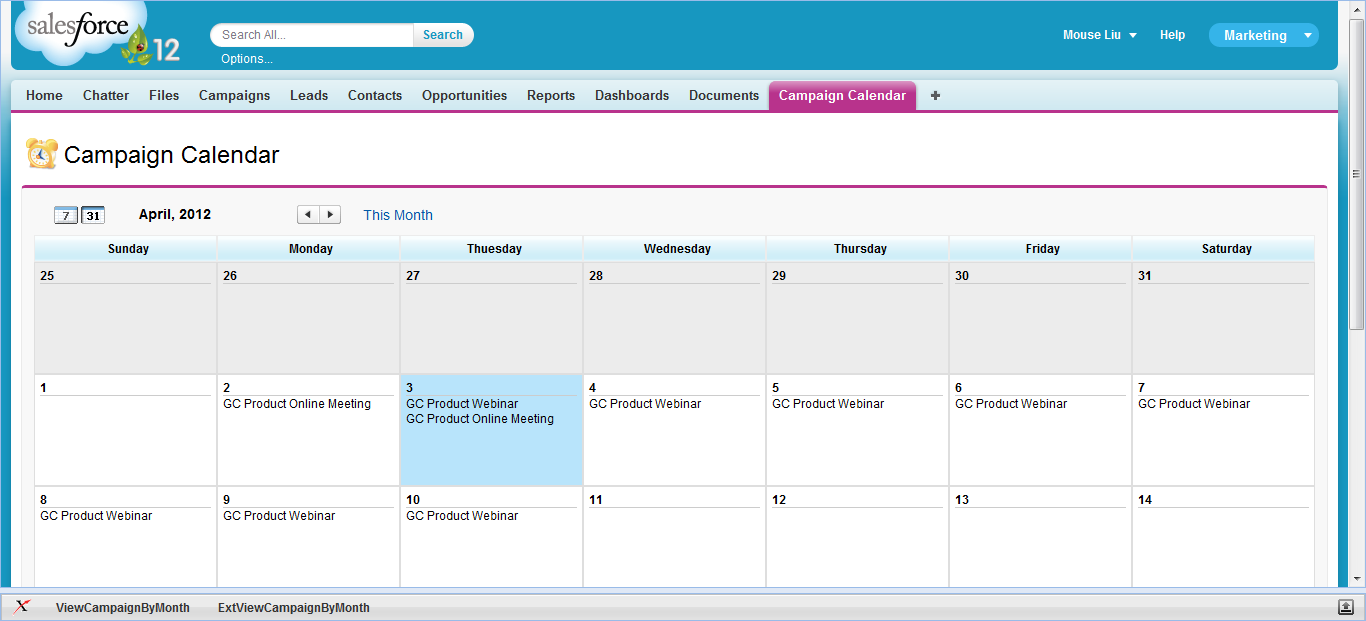 salesforce
12
Search All...
Search
Options...
Mouse Liu
Help
Marketing
Home Chatter Files Campaigns Leads Contacts Opportunities Reports Dashboards Documents Campaign Calendar +
Campaign Calendar
7 31 April, 2012 This Month
Sunday Monday Thuesday Wednesday Thursday Friday Saturday
25 26 27 28 29 30 31
1 2 3 4 5 6 7
GC Product Online Meeting GC Product Webinar GC Product Webinar GC Product Webinar GC Product Webinar GC Product Webinar
GC Product Online Meeting
8 9 10 11 12 13 14
GC Product Webinar GC Product Webinar GC Product Webinar
X ViewCampaignByMonth ExtViewCampaignByMonth